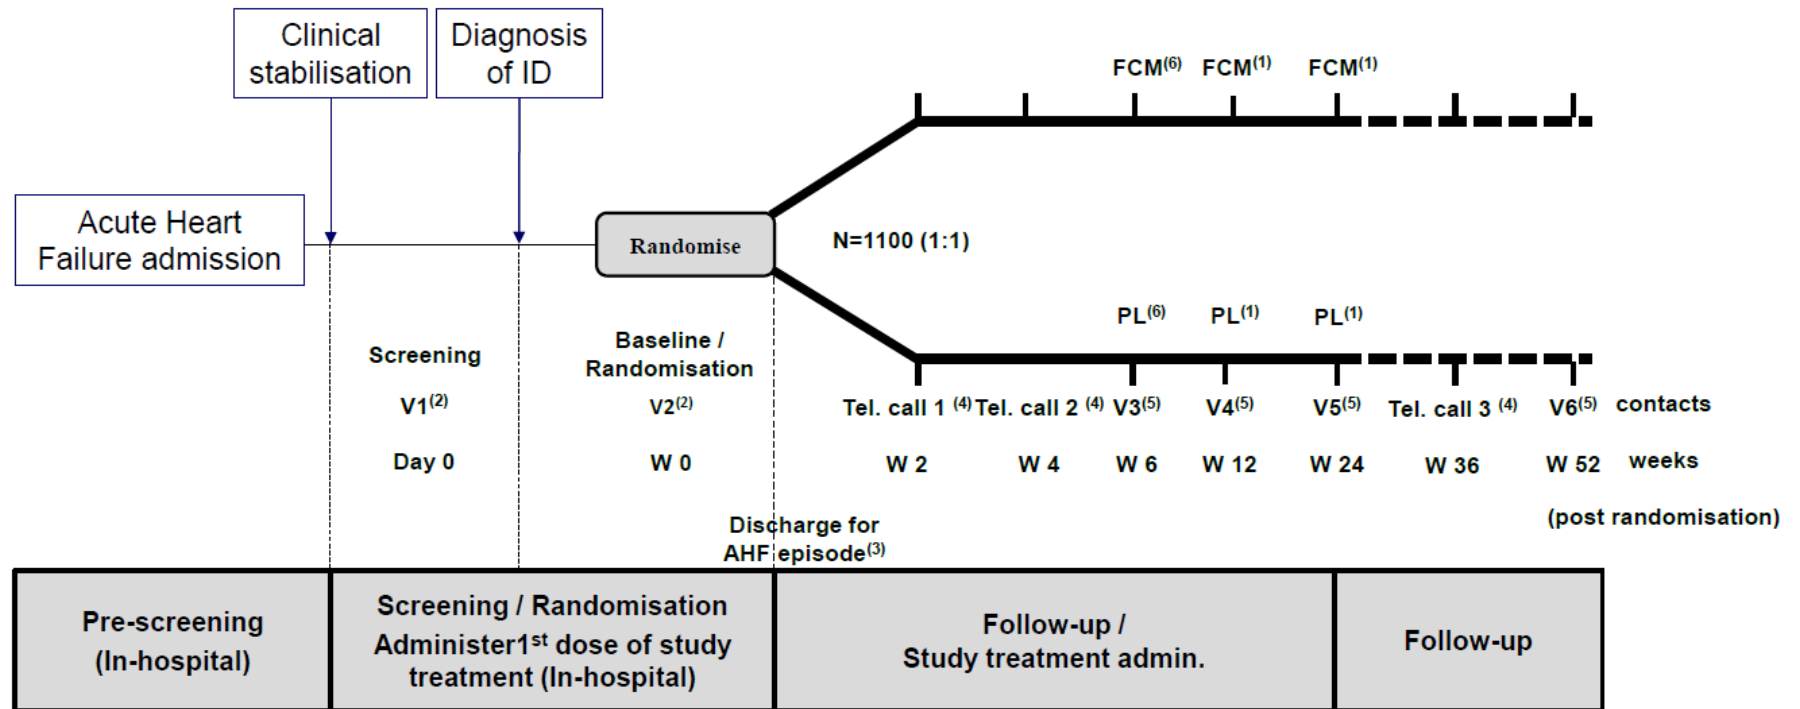 Clinical
stabilisation
Diagnosis
of ID
FCM(6) FCM(1) FCM(1)
Acute Heart
Failure admission
Randomise
N=1100 (1:1)
PL(6) PL(1) PL(1)
Screening
Baseline /
Randomisation
V1(2) V2(2) Tel. call 1 (4) Tel. call 2 (4) V3(5) V4(5) V5(5) Tel. call 3 (4) V6(5) contacts
Day 0 W 0 W 2 W 4 W 6 W 12 W 24 W 36 W 52 weeks
(post randomisation)
Discharge for
AHF episode(3)
Pre-screening
(In-hospital)
Screening / Randomisation
Administer1st dose of study
treatment (In-hospital)
Follow-up /
Study treatment admin.
Follow-up